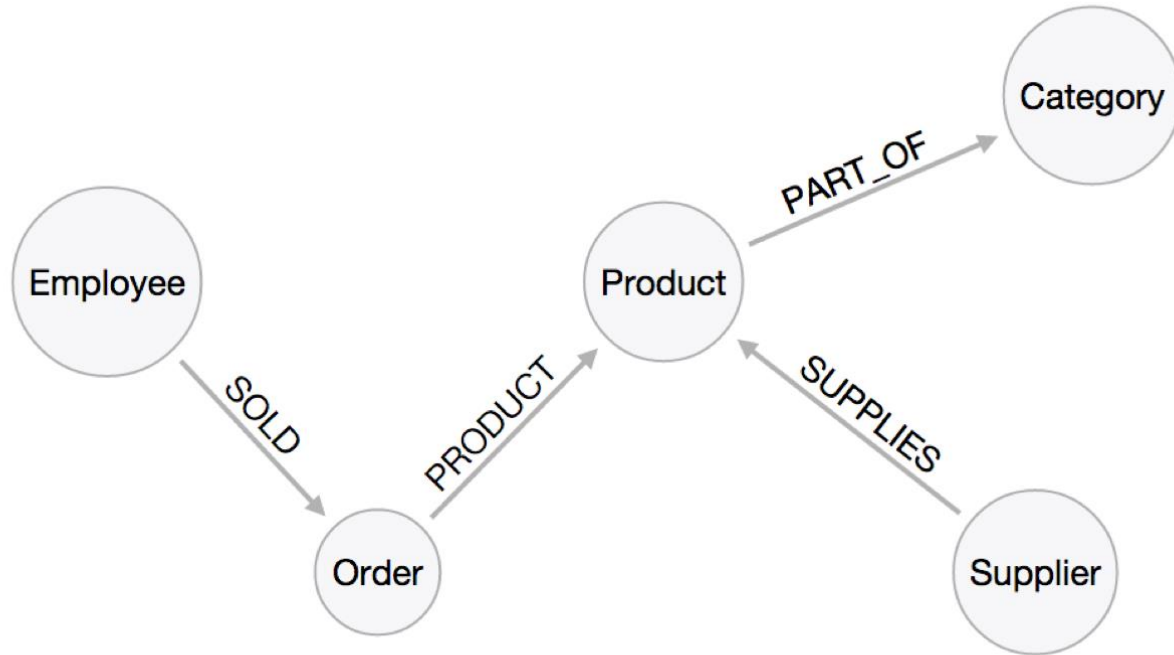 Category
PART_OF
Employee
Product
SOLD
PRODUCT
SUPPLIES
Order
Supplier